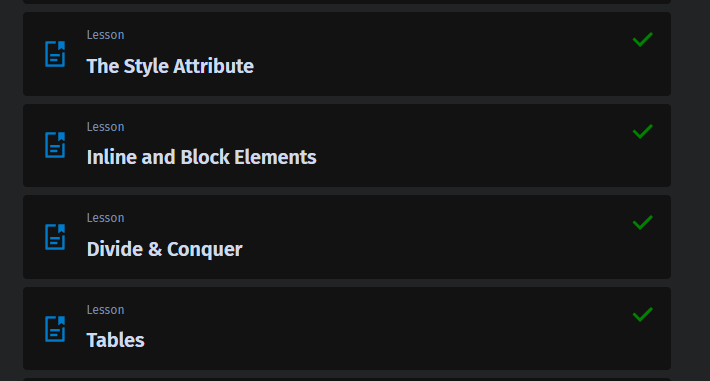 Lesson
The Style Attribute
Lesson
Inline and Block Elements
Lesson
Divide & Conquer
Lesson
Tables